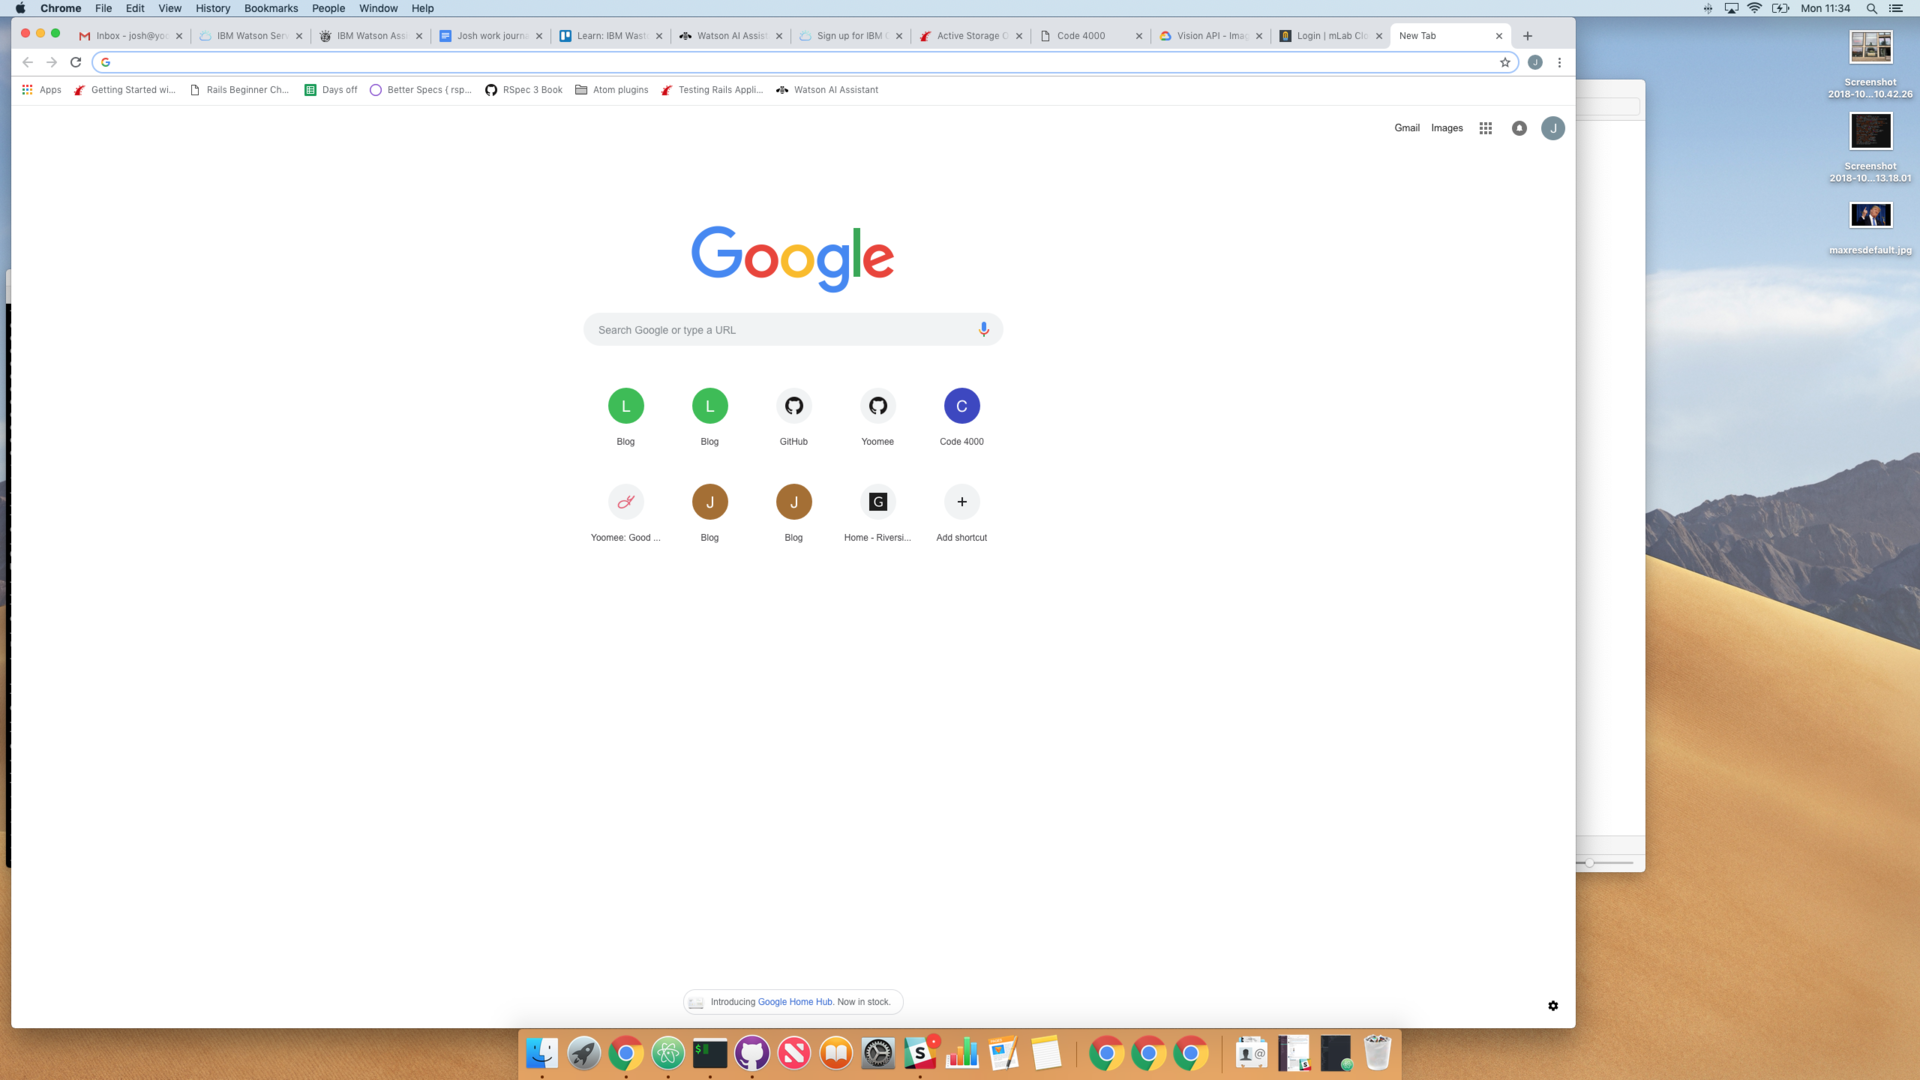 Chrome File Edit View History Bookmarks People Window Help
Mon 11:34
Inbox - josh@yo
IBM Watson Serv
IBM Watson Assi
Josh work journa
Learn: IBM Wats
Watson AI Assist
Sign up for IBM C
Active Storage O
Code 4000
Vision API - Imag
Login | mLab Clo
New Tab
Apps
Getting Started wi...
Rails Beginner Ch...
Days off
Better Specs { rsp...
RSpec 3 Book
Atom plugins
Testing Rails Appli...
Watson AI Assistant
Gmail Images
J
Google
Search Google or type a URL
L
Blog
L
Blog
GitHub
Yoomee
C
Code 4000
Yoomee: Good ...
J
Blog
J
Blog
G
Home - Riversi...
Add shortcut
Introducing Google Home Hub. Now in stock.
Screenshot
2018-10...10.42.26
Screenshot
2018-10...13.18.01
maxresdefault.jpg